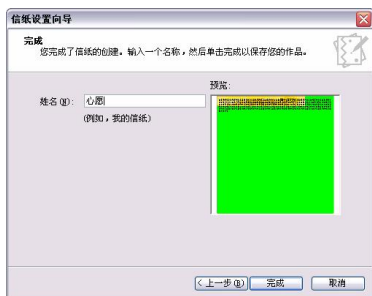 信纸设置向导
完成
您完成了信纸的创建。输入一个名称，然后单击完成以保存您的作品。
预览:
姓名(M): 心愿
(例如，我的信纸)
< 上一步(B)
完成
取消